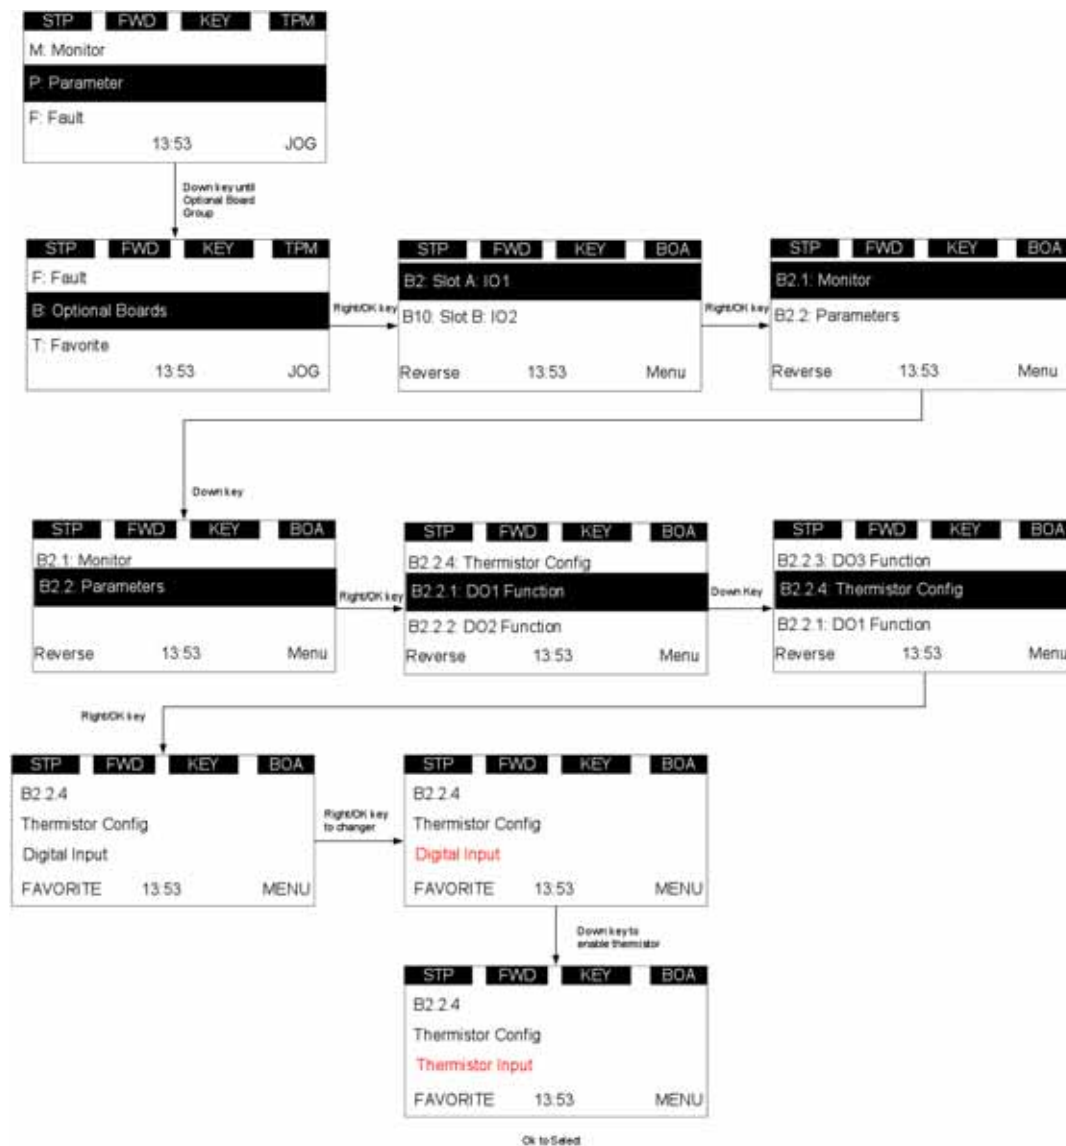 STP FWD KEY TPM
M: Monitor
P: Parameter
F: Fault
13:53 JOG
Down key until
Optional Board
Group
STP FWD KEY TPM
F: Fault
B: Optional Boards
T: Favorite
13:53 JOG
Right/OK key
STP FWD KEY BOA
B2: Slot A: IO1
B10: Slot B: IO2
Reverse 13:53 Menu
Right/OK key
STP FWD KEY BOA
B2.1: Monitor
B2.2: Parameters
Reverse 13:53 Menu
Down key
STP FWD KEY BOA
B2.1: Monitor
B2.2: Parameters
Reverse 13:53 Menu
Right/OK key
STP FWD KEY BOA
B2.2.4: Thermistor Config
B2.2.1: DO1 Function
B2.2.2: DO2 Function
Reverse 13:53 Menu
Down Key
STP FWD KEY BOA
B2.2.3: DO3 Function
B2.2.4: Thermistor Config
B2.2.1: DO1 Function
Reverse 13:53 Menu
Right/OK key
STP FWD KEY BOA
B2.2.4
Thermistor Config
Digital Input
FAVORITE 13:53 MENU
Right/OK key
to changer
STP FWD KEY BOA
B2.2.4
Thermistor Config
Digital Input
FAVORITE 13:53 MENU
Down key to
enable thermistor
STP FWD KEY BOA
B2.2.4
Thermistor Config
Thermistor Input
FAVORITE 13:53 MENU
Ok to Select